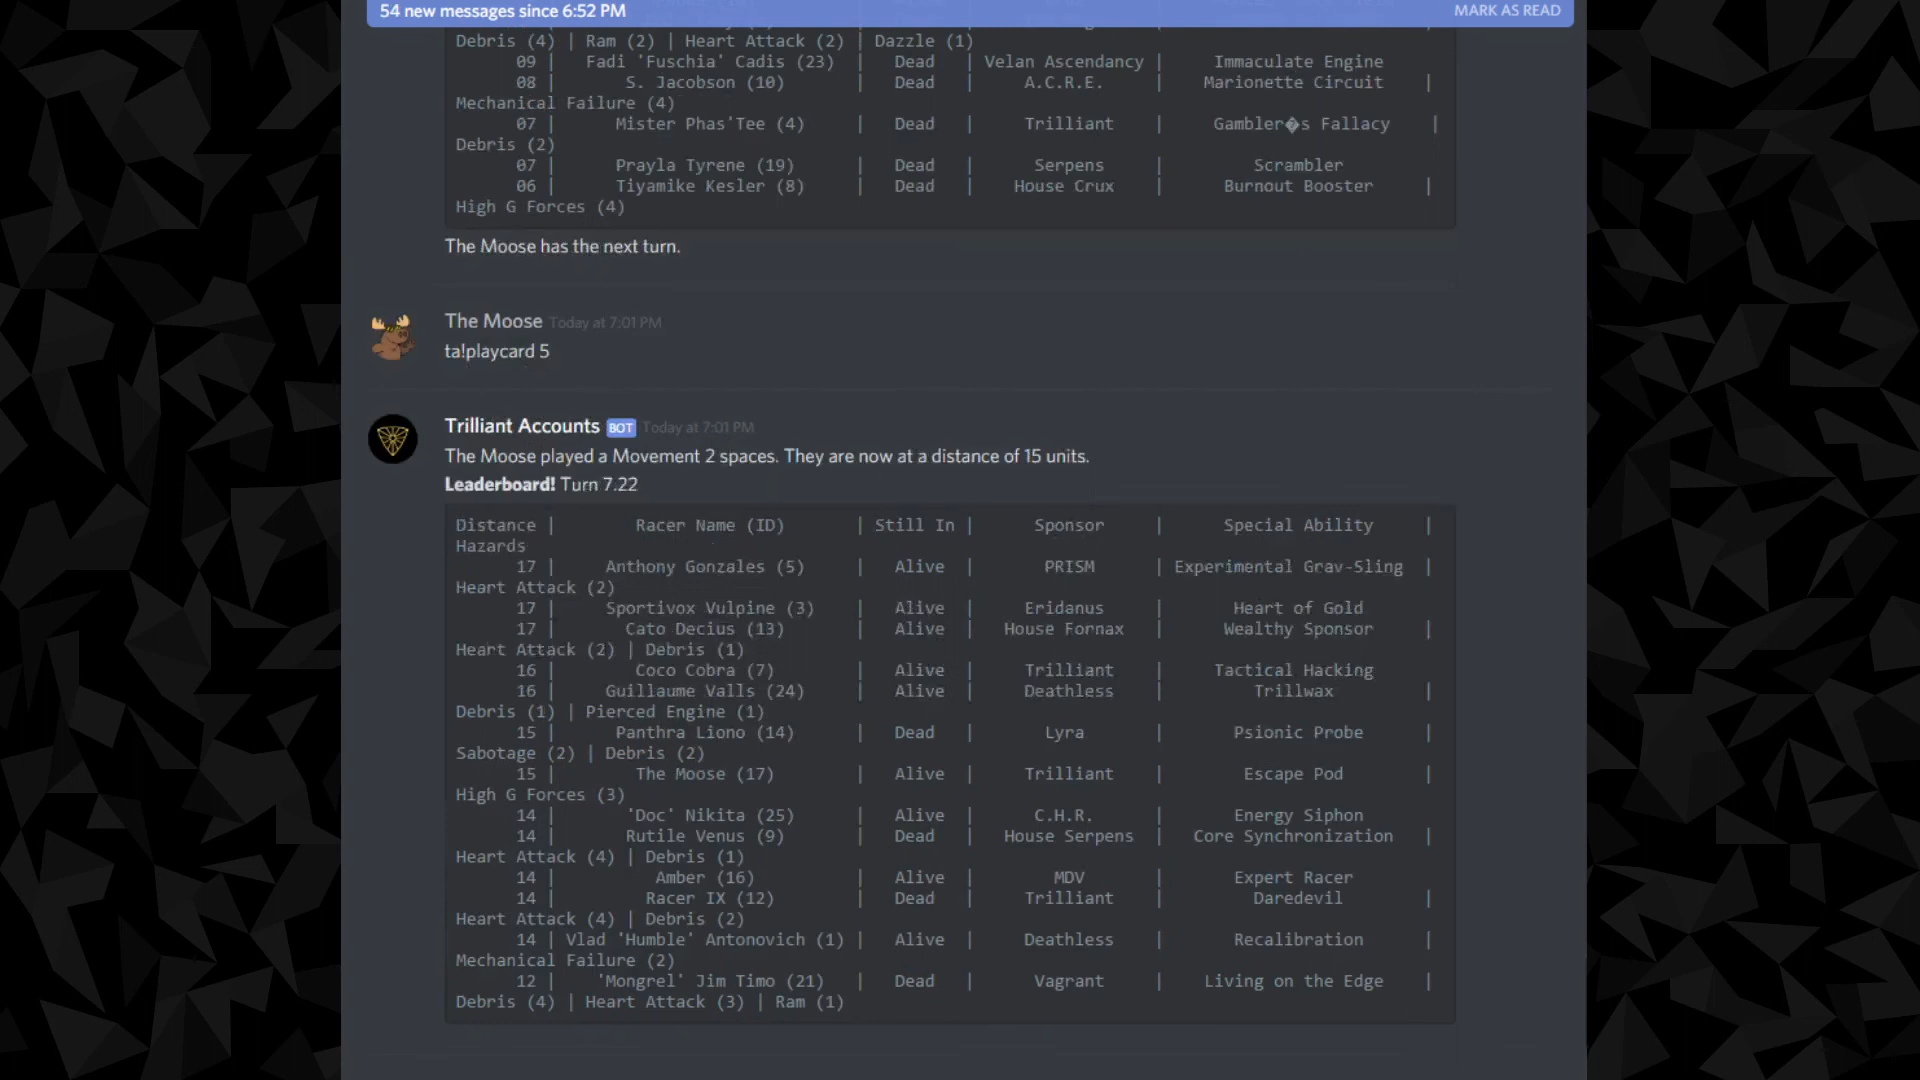 54 new messages since 6:52 PM MARK AS READ
Debris (4) | Ram (2) | Heart Attack (2) | Dazzle (1)
09 | Fadi 'Fuschia' Cadis (23) | Dead | Velan Ascendancy | Immaculate Engine
08 | S. Jacobson (10) | Dead | A.C.R.E. | Marionette Circuit |
Mechanical Failure (4)
07 | Mister Phas'Tee (4) | Dead | Trilliant | Gambler�s Fallacy |
Debris (2)
07 | Prayla Tyrene (19) | Dead | Serpens | Scrambler
06 | Tiyamike Kesler (8) | Dead | House Crux | Burnout Booster |
High G Forces (4)
The Moose has the next turn.
The Moose Today at 7:01 PM
ta!playcard 5
Trilliant Accounts BOT Today at 7:01 PM
The Moose played a Movement 2 spaces. They are now at a distance of 15 units.
Leaderboard! Turn 7.22
Distance | Racer Name (ID) | Still In | Sponsor | Special Ability |
Hazards
17 | Anthony Gonzales (5) | Alive | PRISM | Experimental Grav-Sling |
Heart Attack (2)
17 | Sportivox Vulpine (3) | Alive | Eridanus | Heart of Gold
17 | Cato Decius (13) | Alive | House Fornax | Wealthy Sponsor |
Heart Attack (2) | Debris (1)
16 | Coco Cobra (7) | Alive | Trilliant | Tactical Hacking
16 | Guillaume Valls (24) | Alive | Deathless | Trillwax |
Debris (1) | Pierced Engine (1)
15 | Panthra Liono (14) | Dead | Lyra | Psionic Probe |
Sabotage (2) | Debris (2)
15 | The Moose (17) | Alive | Trilliant | Escape Pod |
High G Forces (3)
14 | 'Doc' Nikita (25) | Alive | C.H.R. | Energy Siphon
14 | Rutile Venus (9) | Dead | House Serpens | Core Synchronization |
Heart Attack (4) | Debris (1)
14 | Amber (16) | Alive | MDV | Expert Racer
14 | Racer IX (12) | Dead | Trilliant | Daredevil |
Heart Attack (4) | Debris (2)
14 | Vlad 'Humble' Antonovich (1) | Alive | Deathless | Recalibration |
Mechanical Failure (2)
12 | 'Mongrel' Jim Timo (21) | Dead | Vagrant | Living on the Edge |
Debris (4) | Heart Attack (3) | Ram (1)